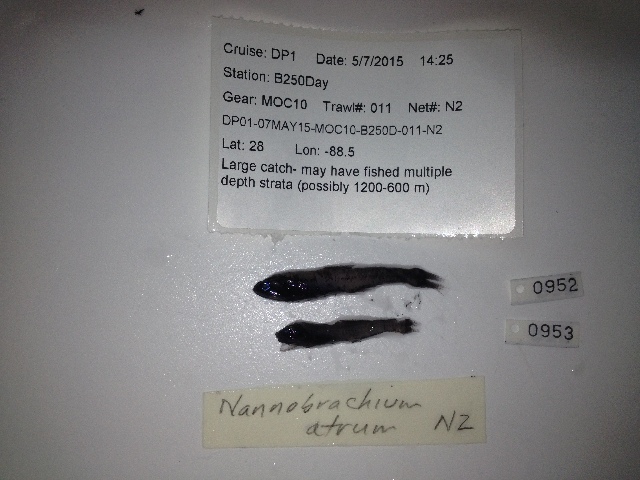 Cruise: DP1 Date: 5/7/2015 14:25
Station: B250Day
Gear: MOC10 Trawl#: 011 Net#: N2
DP01-07MAY15-MOC10-B250D-011-N2
Lat: 28 Lon: -88.5
Large catch- may have fished multiple
depth strata (possibly 1200-600 m)
0952
0953
Nannobrachium
atrum N2